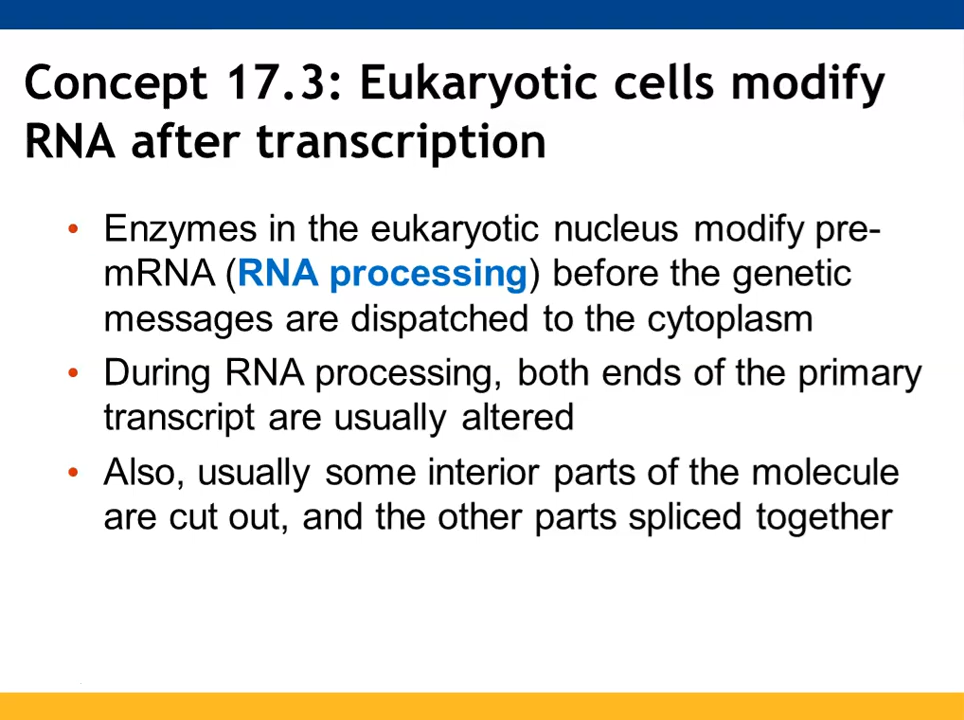 Concept 17.3: Eukaryotic cells modify
RNA after transcription
• Enzymes in the eukaryotic nucleus modify pre-
mRNA (RNA processing) before the genetic
messages are dispatched to the cytoplasm
• During RNA processing, both ends of the primary
transcript are usually altered
• Also, usually some interior parts of the molecule
are cut out, and the other parts spliced together